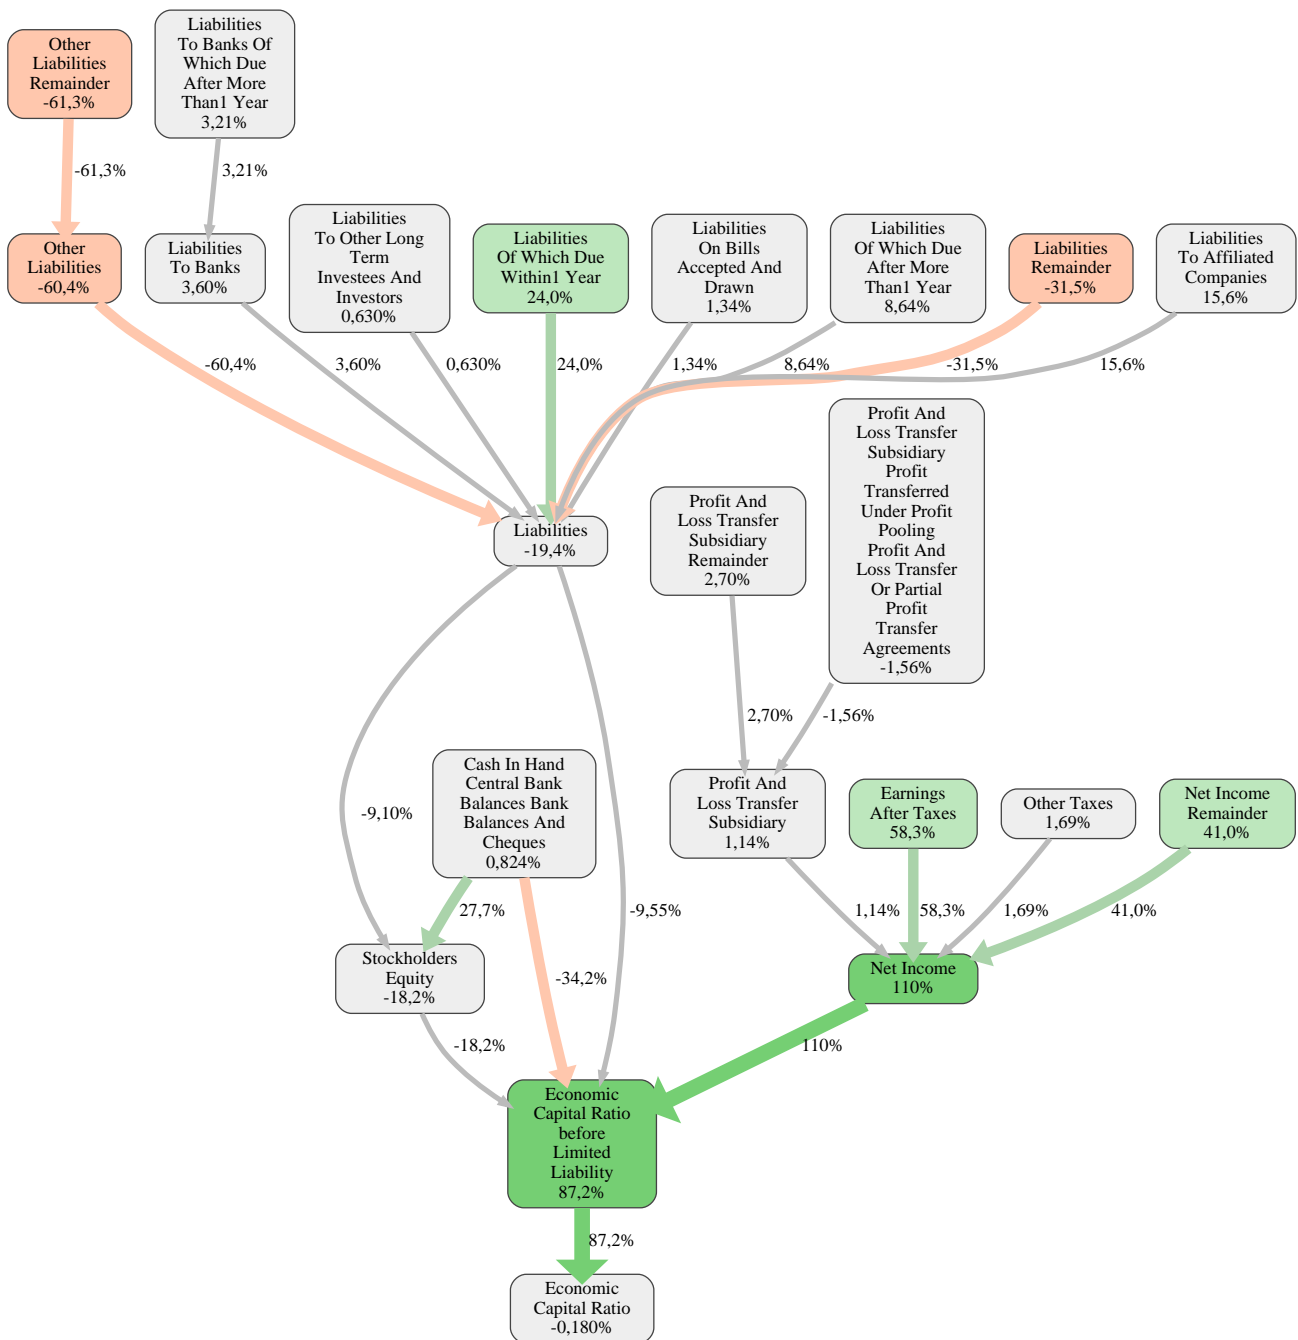 Other
Liabilities
Remainder
-61,3%
Liabilities
To Banks Of
Which Due
After More
Than1 Year
3,21%
-61,3%
3,21%
Other
Liabilities
-60,4%
Liabilities
To Banks
3,60%
Liabilities
To Other Long
Term
Investees And
Investors
0,630%
Liabilities
Of Which Due
Within1 Year
24,0%
Liabilities
On Bills
Accepted And
Drawn
1,34%
Liabilities
Of Which Due
After More
Than1 Year
8,64%
Liabilities
Remainder
-31,5%
Liabilities
To Affiliated
Companies
15,6%
-60,4%
3,60%
0,630%
24,0%
1,34%
8,64%
-31,5%
15,6%
Liabilities
-19,4%
Profit And
Loss Transfer
Subsidiary
Remainder
2,70%
Profit And
Loss Transfer
Subsidiary
Profit
Transferred
Under Profit
Pooling
Profit And
Loss Transfer
Or Partial
Profit
Transfer
Agreements
-1,56%
2,70%
-1,56%
-9,10%
Cash In Hand
Central Bank
Balances Bank
Balances And
Cheques
0,824%
Profit And
Loss Transfer
Subsidiary
1,14%
Earnings
After Taxes
58,3%
Other Taxes
1,69%
Net Income
Remainder
41,0%
27,7%
-9,55%
1,14%
58,3%
1,69%
41,0%
Stockholders
Equity
-18,2%
-34,2%
Net Income
110%
-18,2%
110%
Economic
Capital Ratio
before
Limited
Liability
87,2%
87,2%
Economic
Capital Ratio
-0,180%